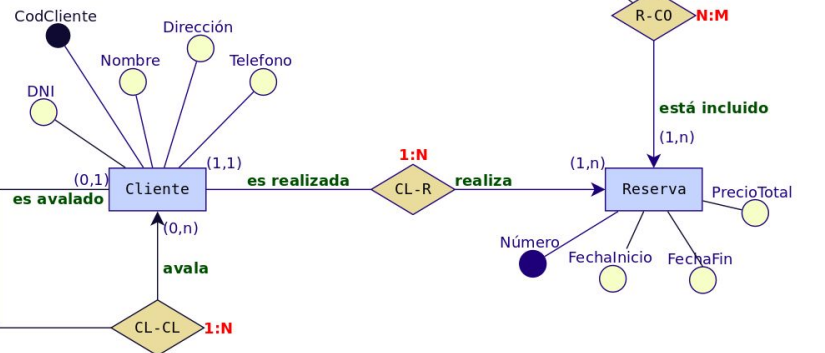 CodCliente
R-CO
N:M
Dirección
Nombre
Telefono
DNI
está incluido
(1,n)
1:N
(0,1)
(1,1)
(1,n)
es realizada
CL-R
realiza
Cliente
Reserva
es avalado
PrecioTotal
(0,n)
Número
FechaInicio
FechaFin
avala
CL-CL
1:N